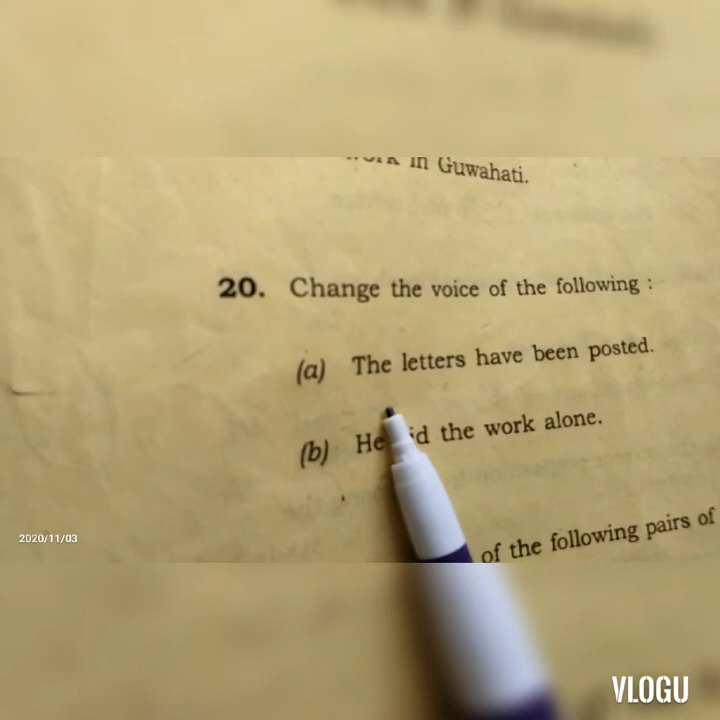 in Guwahati.
20. Change the voice of the following :
(a) The letters have been posted.
(b) He the work alone.
of the following pairs of
2020/11/03
VLOGU